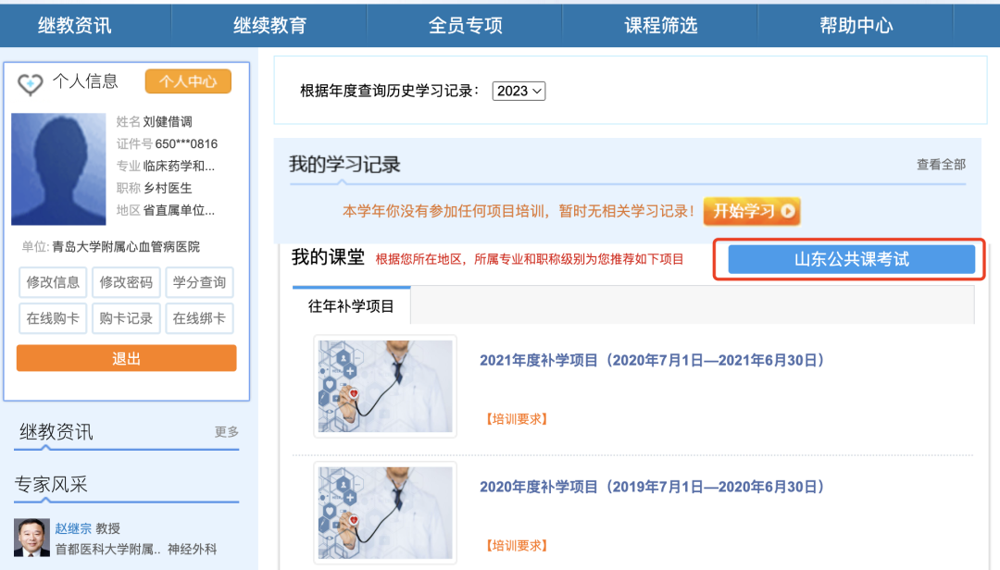 继教资讯 继续教育 全员专项 课程筛选 帮助中心
个人信息 个人中心
姓名 刘健借调
证件号 650***0816
专业 临床药学和...
职称 乡村医生
地区 省直属单位...
单位: 青岛大学附属心血管病医院
修改信息 修改密码 学分查询
在线购卡 购卡记录 在线绑卡
退出
继教资讯 更多
专家风采
赵继宗 教授
首都医科大学附属.. 神经外科
根据年度查询历史学习记录： 2023
我的学习记录 查看全部
本学年你没有参加任何项目培训，暂时无相关学习记录！ 开始学习
我的课堂 根据您所在地区，所属专业和职称级别为您推荐如下项目 山东公共课考试
往年补学项目
2021年度补学项目（2020年7月1日—2021年6月30日）
【培训要求】
2020年度补学项目（2019年7月1日—2020年6月30日）
【培训要求】